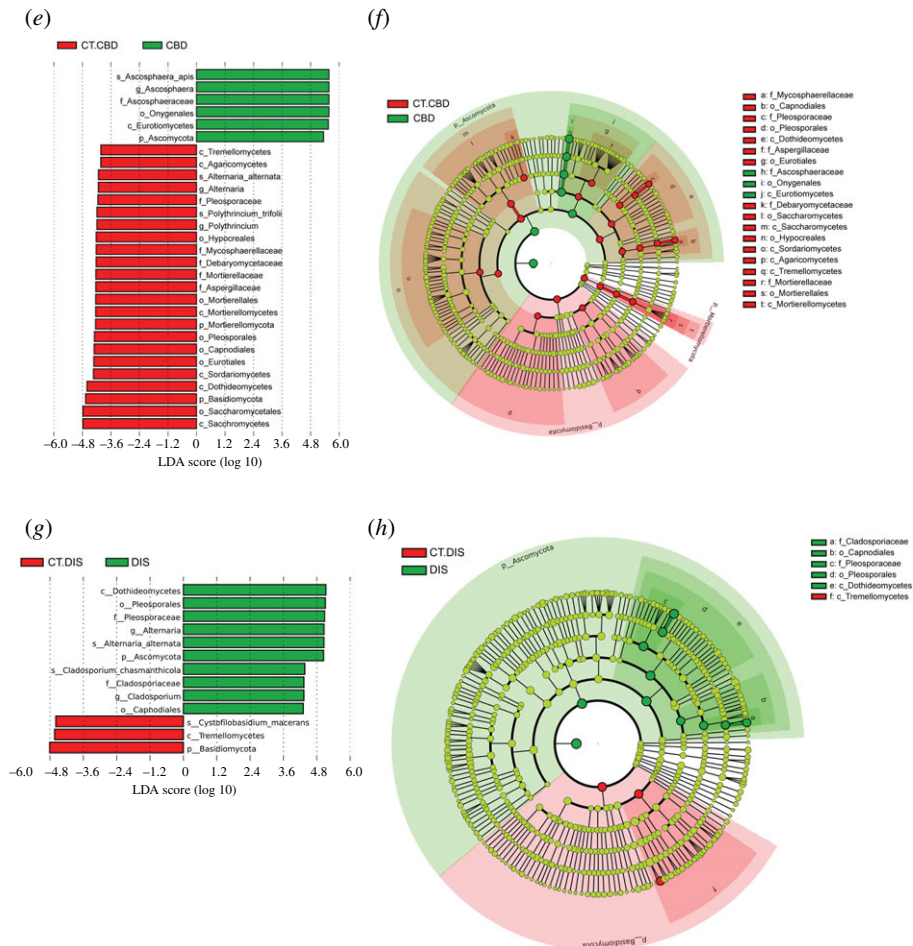 (e)
CT.CBD CBD
s_Ascosphaera_apis
g_Ascosphaera
f_Ascosphaeraceae
o_Onygenales
c_Eurotiomycetes
p_Ascomycota
c_Tremellomycetes
c_Agaricomycetes
s_Alternaria_alternata
g_Alternaria
f_Pleosporaceae
s_Polythrincium_trifolii
g_Polythrincium
o_Hypocreales
f_Mycosphaerellaceae
f_Debaryomycetaceae
f_Mortierellaceae
f_Aspergillaceae
o_Mortierellales
c_Mortierellomycetes
p_Mortierellomycota
o_Pleosporales
o_Capnodiales
o_Eurotiales
c_Sordariomycetes
c_Dothideomycetes
p_Basidiomycota
o_Saccharomycetales
c_Sacchromycetes
−6.0 −4.8 −3.6 −2.4 −1.2 0 1.2 2.4 3.6 4.8 6.0
LDA score (log 10)
(f)
CT.CBD
CBD
p_Ascomycota
p_Mortierellomycota
p_Basidiomycota
a: f_Mycosphaerellaceae
b: o_Capnodiales
c: f_Pleosporaceae
d: o_Pleosporales
e: c_Dothideomycetes
f: f_Aspergillaceae
g: o_Eurotiales
h: f_Ascosphaeraceae
i: o_Onygenales
j: c_Eurotiomycetes
k: f_Debaryomycetaceae
l: o_Saccharomycetes
m: c_Saccharomycetes
n: o_Hypocreales
o: c_Sordariomycetes
p: c_Agaricomycetes
q: c_Tremellomycetes
r: f_Mortierellaceae
s: o_Mortierellales
t: c_Mortierellomycetes
(g)
CT.DIS DIS
c__Dothideomycetes
o__Pleosporales
f__Pleosporaceae
g__Alternaria
s__Alternaria_alternata
p__Ascomycota
s__Cladosporium_chasmanthicola
f__Cladosporiaceae
g__Cladosporium
o__Caphodiales
s__Cystofilobasidium_macerans
c__Tremellomycetes
p__Basidiomycota
−6.0 −4.8 −3.6 −2.4 −1.2 0 1.2 2.4 3.6 4.8 6.0
LDA score (log 10)
(h)
CT.DIS
DIS
p__Ascomycota
c
d
e
b
a
f
p__Basidiomycota
a: f_Cladosporiaceae
b: o_Capnodiales
c: f_Pleosporaceae
d: o_Pleosporales
e: c_Dothideomycetes
f: c_Tremellomycetes